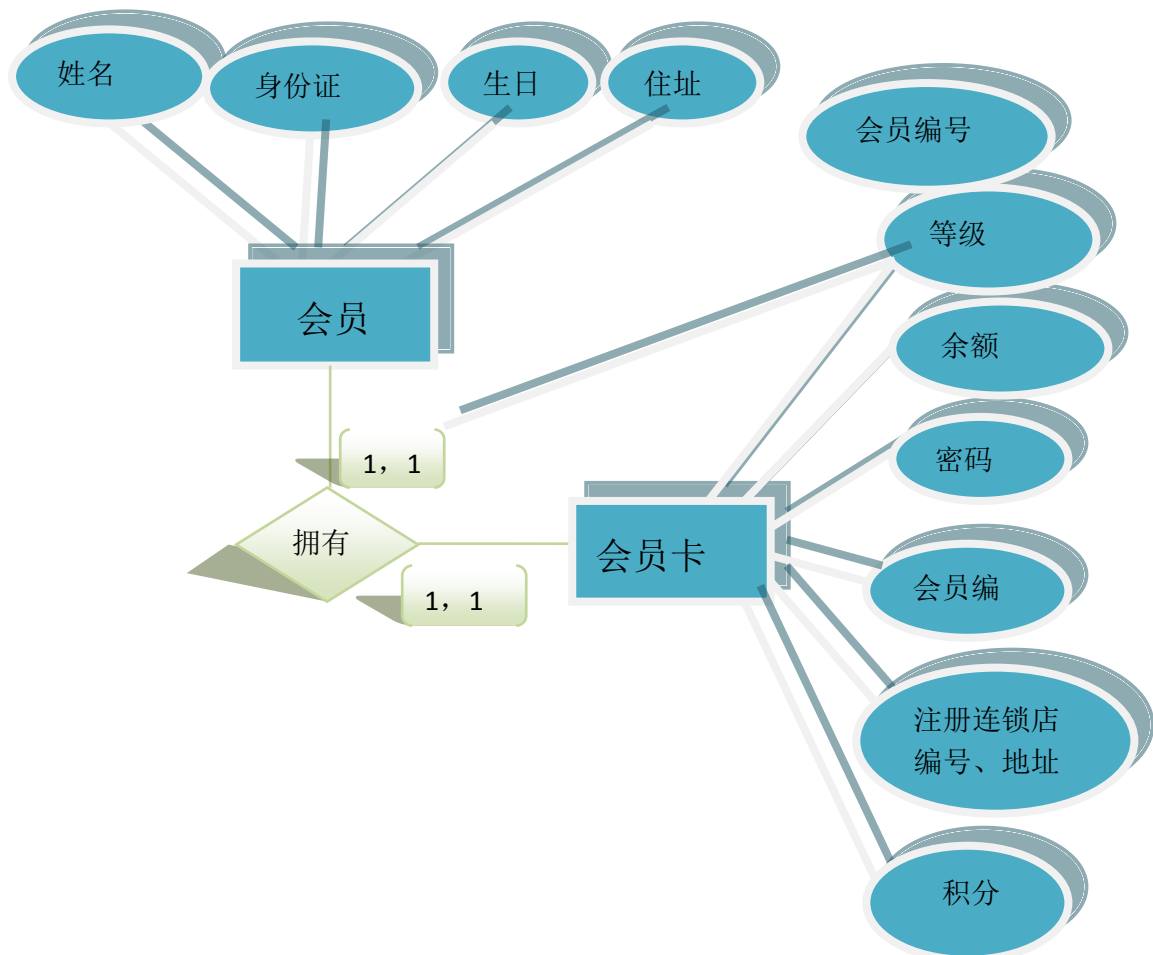 姓名
身份证
生日
住址
会员编号
等级
会员
余额
密码
1，1
拥有
会员卡
会员编
1，1
注册连锁店
编号、地址
积分